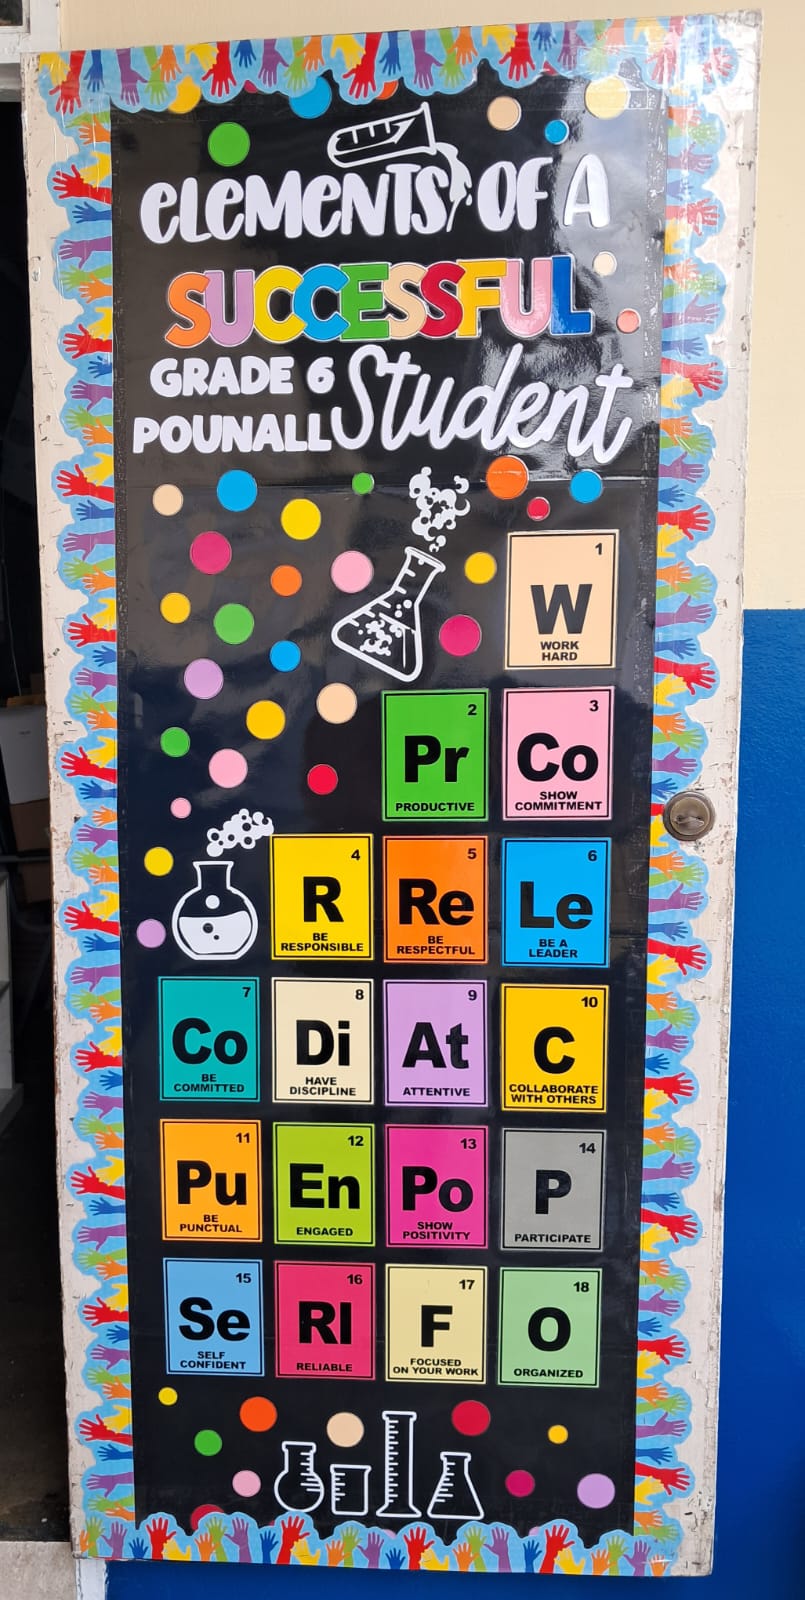 eLeMeNTS OF A
SUCCESSFUL
GRADE 6
POUNALL Student
1
W
WORK
HARD
2
Pr
PRODUCTIVE
3
Co
SHOW
COMMITMENT
4
R
BE
RESPONSIBLE
5
Re
BE
RESPECTFUL
6
Le
BE A
LEADER
7
Co
BE
COMMITTED
8
Di
HAVE
DISCIPLINE
9
At
ATTENTIVE
10
C
COLLABORATE
WITH OTHERS
11
Pu
BE
PUNCTUAL
12
En
ENGAGED
13
Po
SHOW
POSITIVITY
14
P
PARTICIPATE
15
Se
SELF
CONFIDENT
16
Rl
RELIABLE
17
F
FOCUSED
ON YOUR WORK
18
O
ORGANIZED